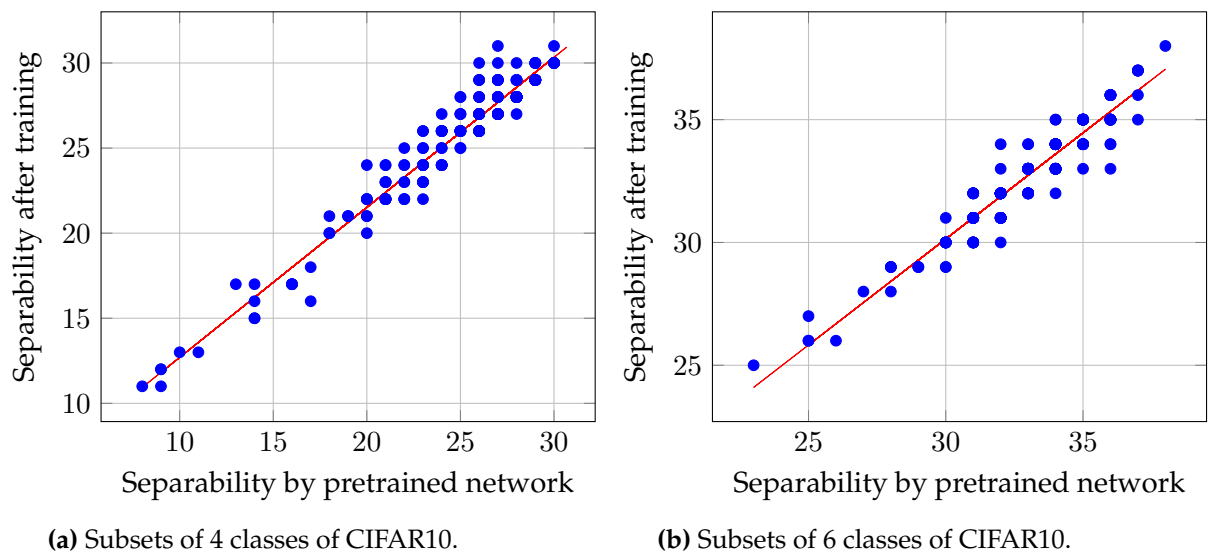 30
25
20
15
10
Separability after training
10 15 20 25 30
Separability by pretrained network
(a) Subsets of 4 classes of CIFAR10.
35
30
25
Separability after training
25 30 35
Separability by pretrained network
(b) Subsets of 6 classes of CIFAR10.